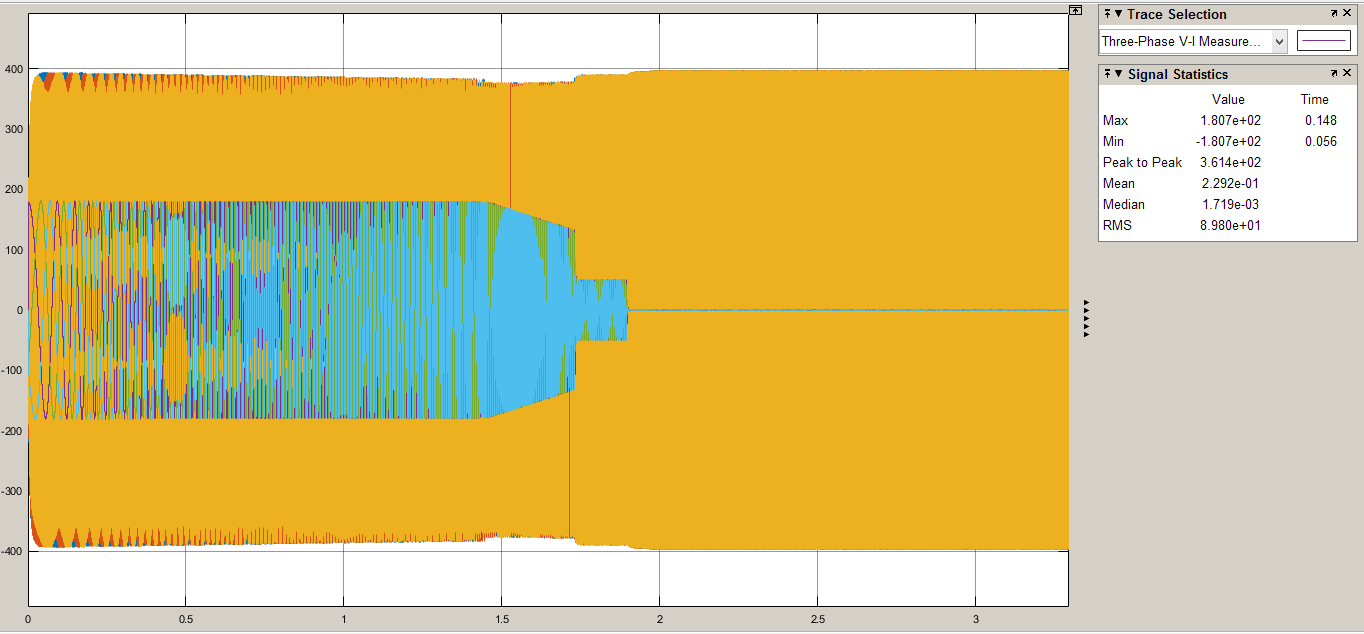 400
300
200
100
0
-100
-200
-300
-400
0 0.5 1 1.5 2 2.5 3
Trace Selection
Three-Phase V-I Measure...
Signal Statistics
Value Time
Max 1.807e+02 0.148
Min -1.807e+02 0.056
Peak to Peak 3.614e+02
Mean 2.292e-01
Median 1.719e-03
RMS 8.980e+01